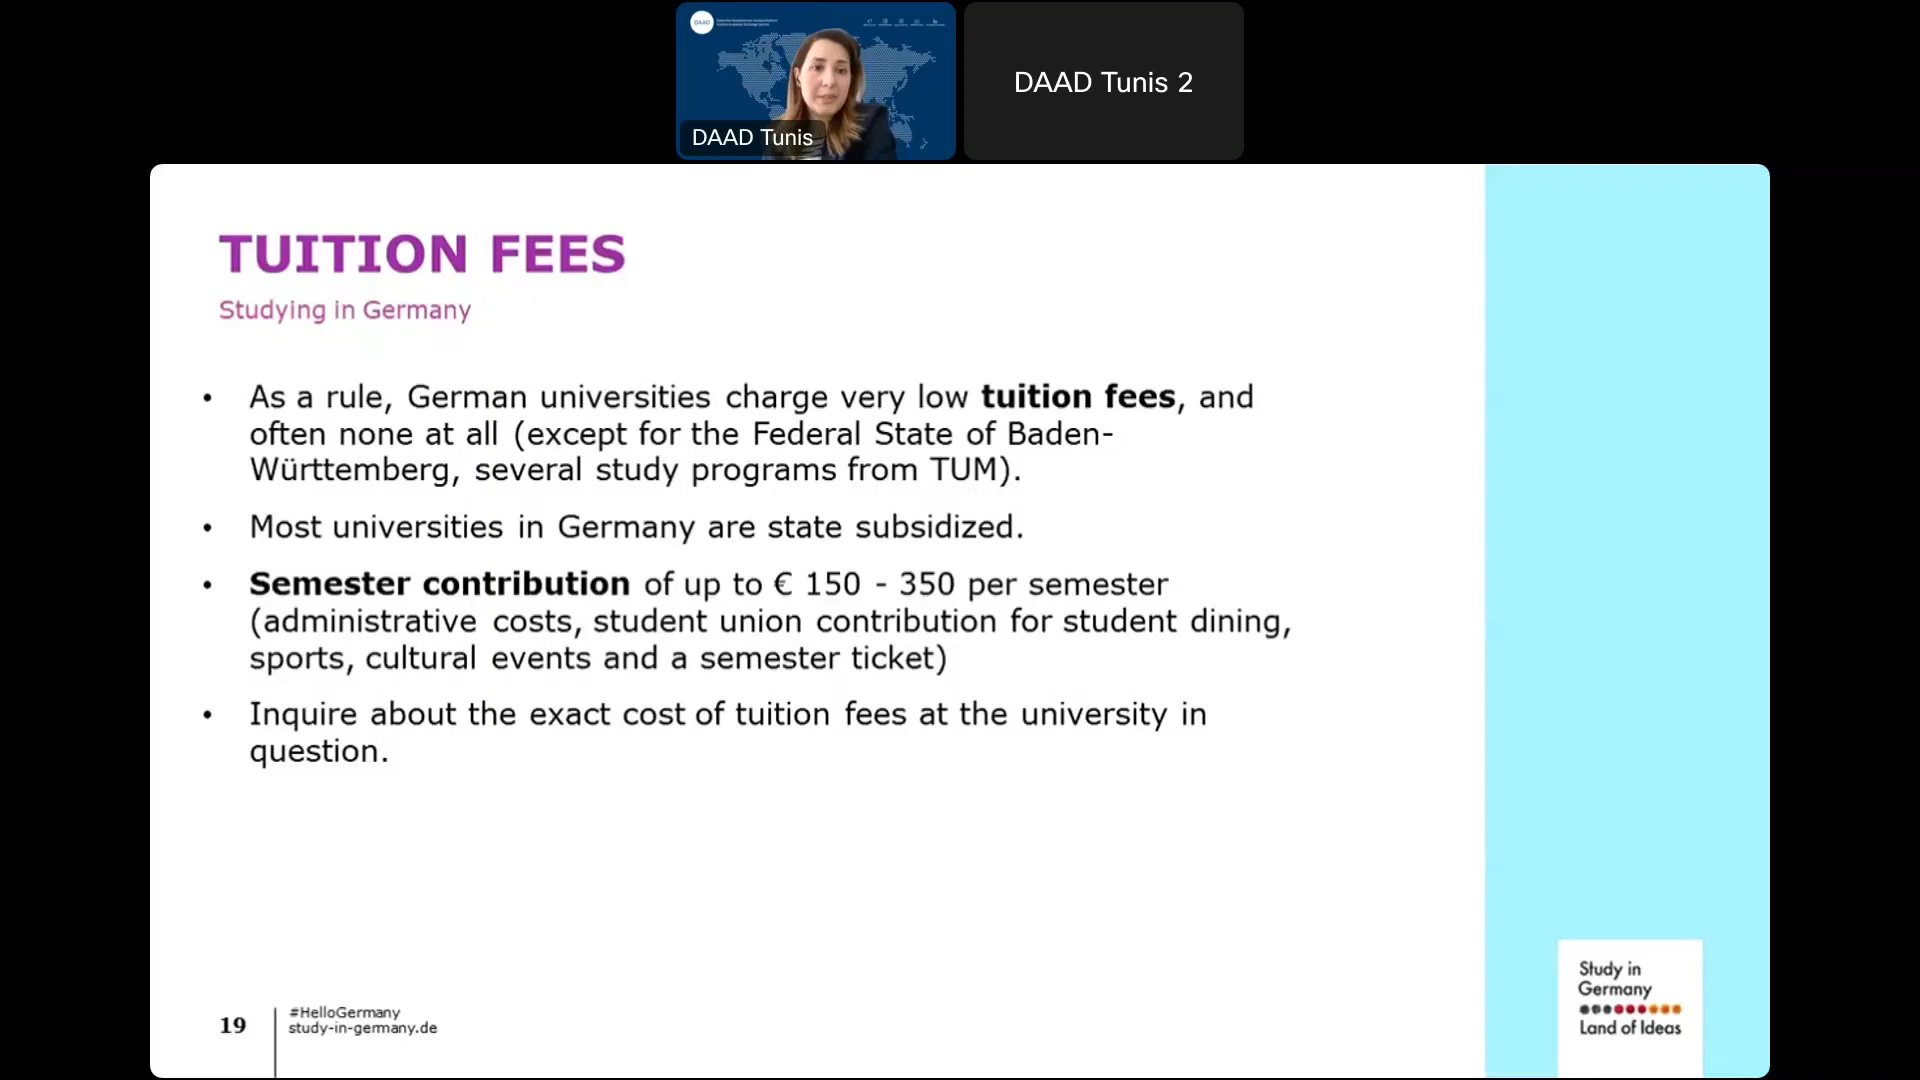 DAAD
DAAD Tunis
DAAD Tunis 2
TUITION FEES
Studying in Germany
• As a rule, German universities charge very low tuition fees, and
often none at all (except for the Federal State of Baden-
Württemberg, several study programs from TUM).
• Most universities in Germany are state subsidized.
• Semester contribution of up to € 150 - 350 per semester
(administrative costs, student union contribution for student dining,
sports, cultural events and a semester ticket)
• Inquire about the exact cost of tuition fees at the university in
question.
19
#HelloGermany
study-in-germany.de
Study in
Germany
Land of Ideas